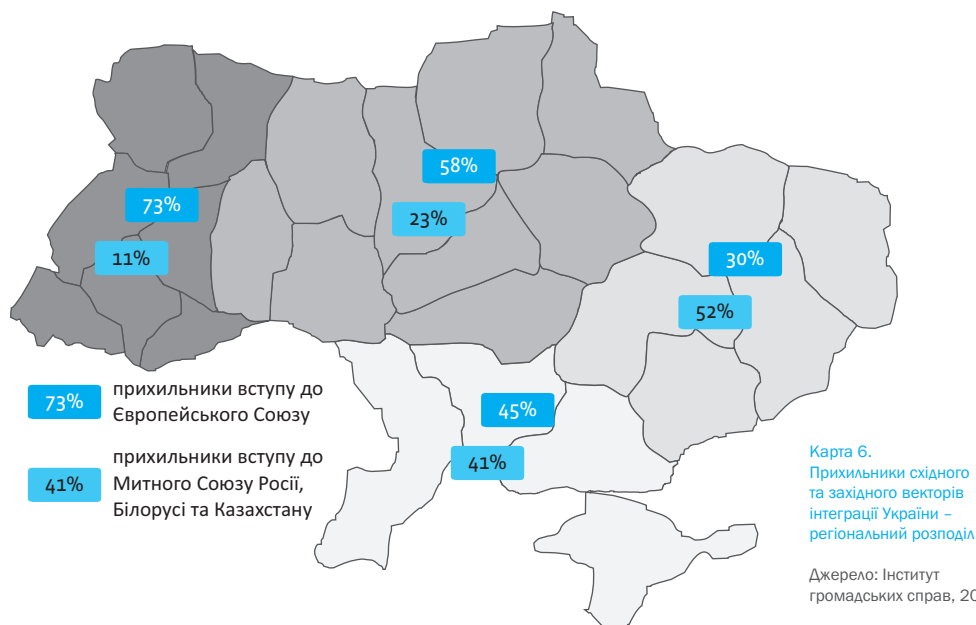 58%
73%
23%
11%
30%
52%
73%
прихильники вступу до
Європейського Союзу
45%
41%
41%
прихильники вступу до
Митного Союзу Росії,
Білорусі та Казахстану
Карта 6.
Прихильники східного
та західного векторів
інтеграції України –
регіональний розподіл
Джерело: Інститут
громадських справ, 20